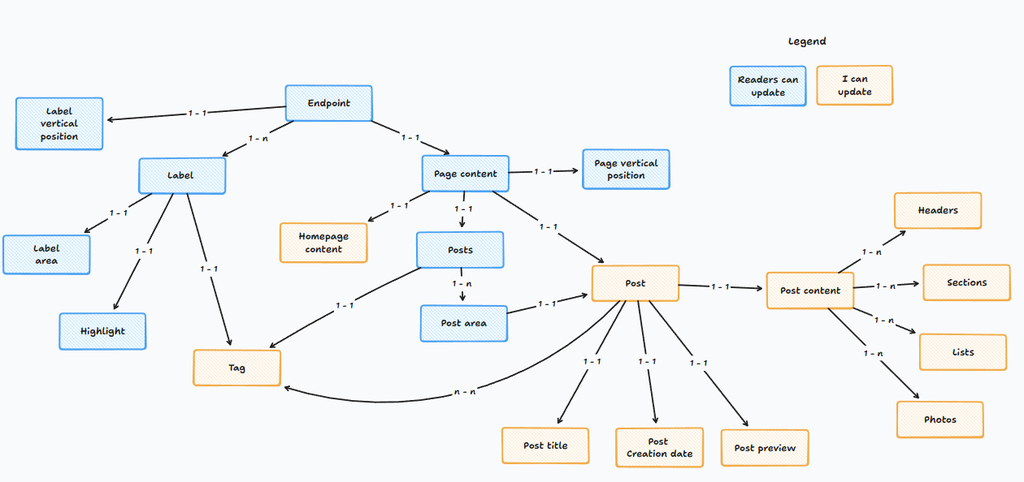 Legend
Readers can
update
I can
update
Endpoint
Label
vertical
position
1 - 1
1 - n
1 - 1
Label
Page content
1 - 1
Page vertical
position
1 - 1
1 - 1
1 - 1
1 - 1
1 - 1
1 - 1
1 - 1
Label
area
Homepage
content
Posts
Headers
1 - n
Highlight
1 - 1
1 - n
Post area
1 - 1
Post
1 - 1
Post content
1 - n
Sections
1 - n
Lists
1 - n
Photos
Tag
n - n
1 - 1
1 - 1
1 - 1
Post title
Post
Creation date
Post preview